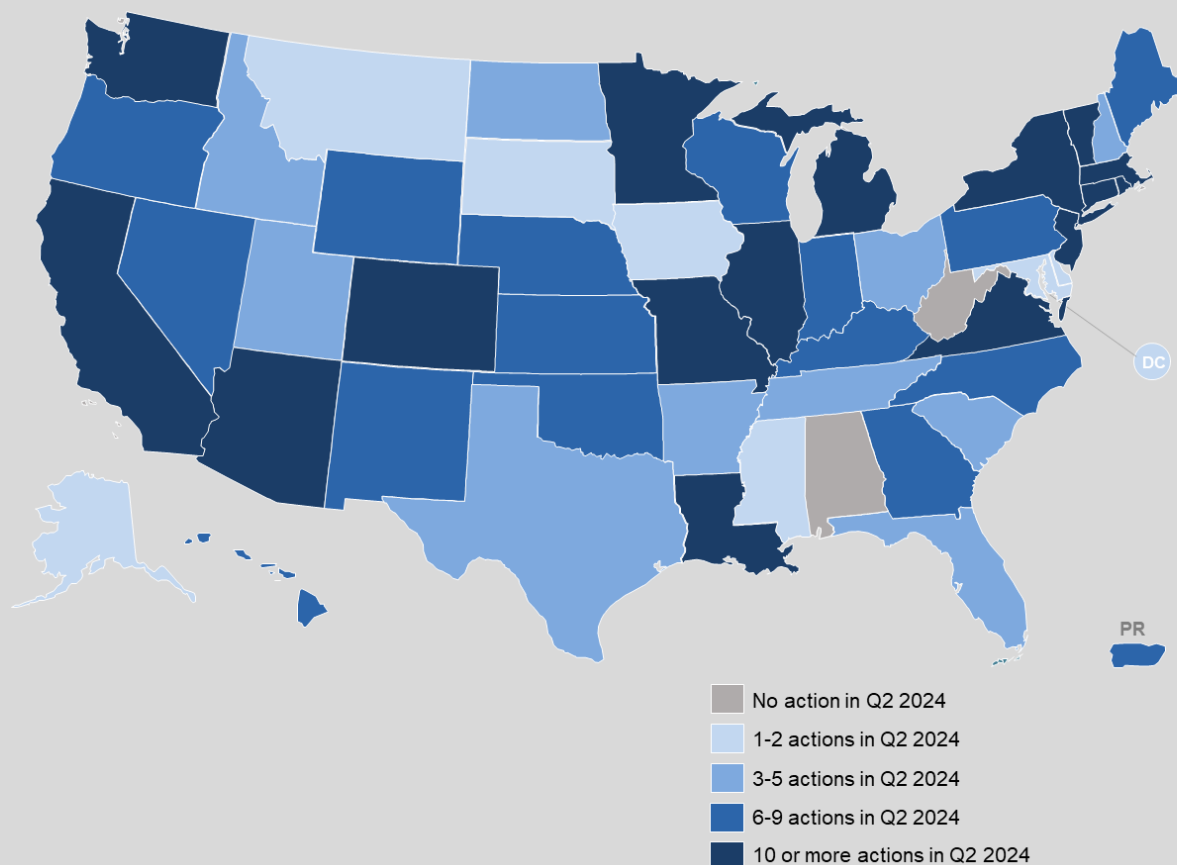 DC
PR
No action in Q2 2024
1-2 actions in Q2 2024
3-5 actions in Q2 2024
6-9 actions in Q2 2024
10 or more actions in Q2 2024